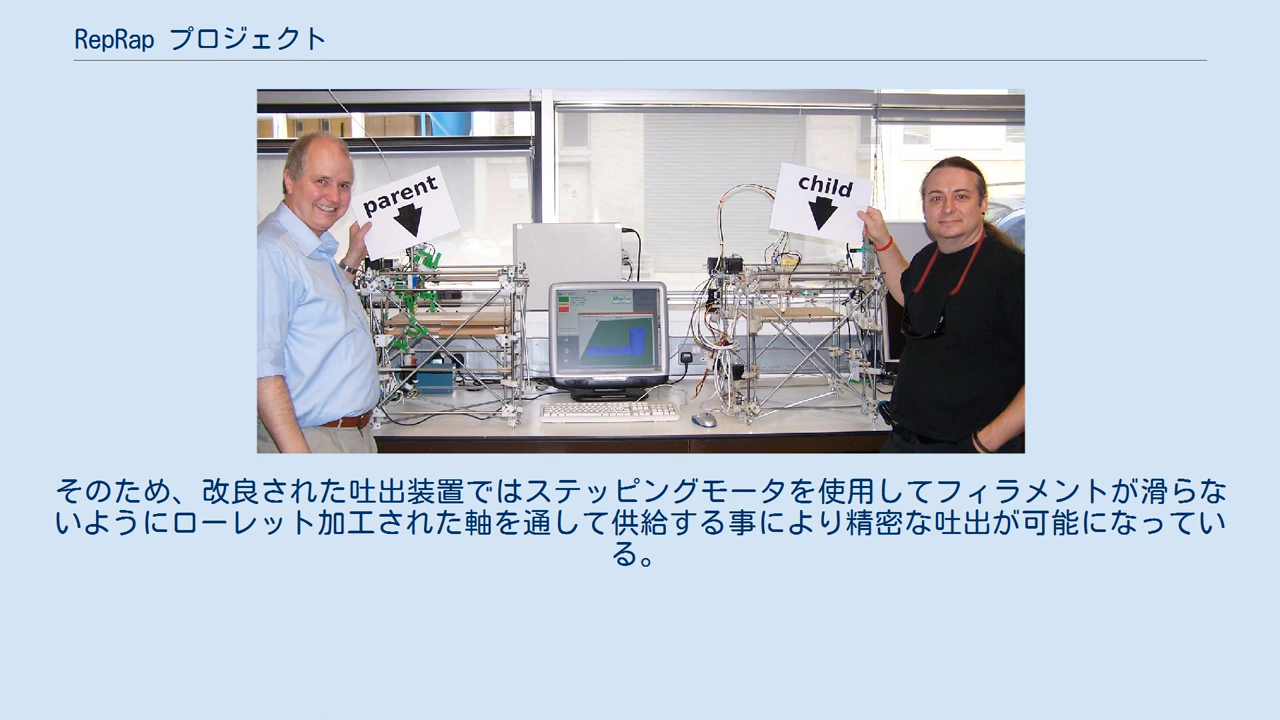 RepRap プロジェクト
parent
child
そのため、改良された吐出装置ではステッピングモータを使用してフィラメントが滑らな
いようにローレット加工された軸を通して供給する事により精密な吐出が可能になってい
る。